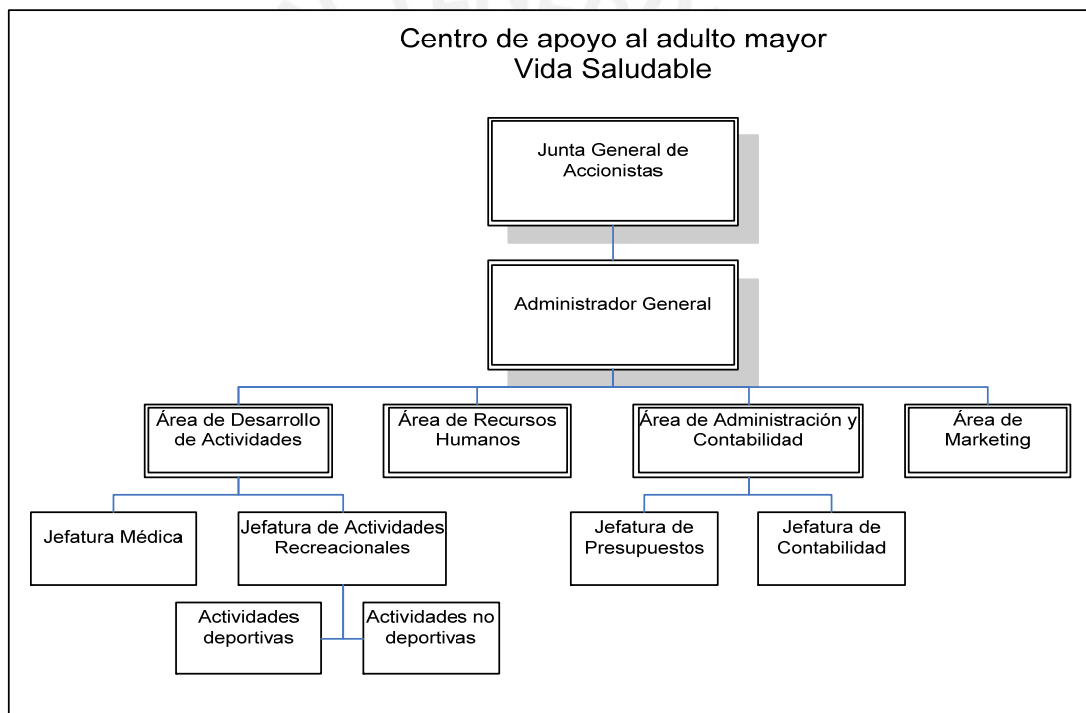 Centro de apoyo al adulto mayor
Vida Saludable
Junta General de
Accionistas
Administrador General
Área de Desarrollo
de Actividades
Área de Recursos
Humanos
Área de Administración y
Contabilidad
Área de
Marketing
Jefatura Médica
Jefatura de Actividades
Recreacionales
Jefatura de
Presupuestos
Jefatura de
Contabilidad
Actividades
deportivas
Actividades no
deportivas